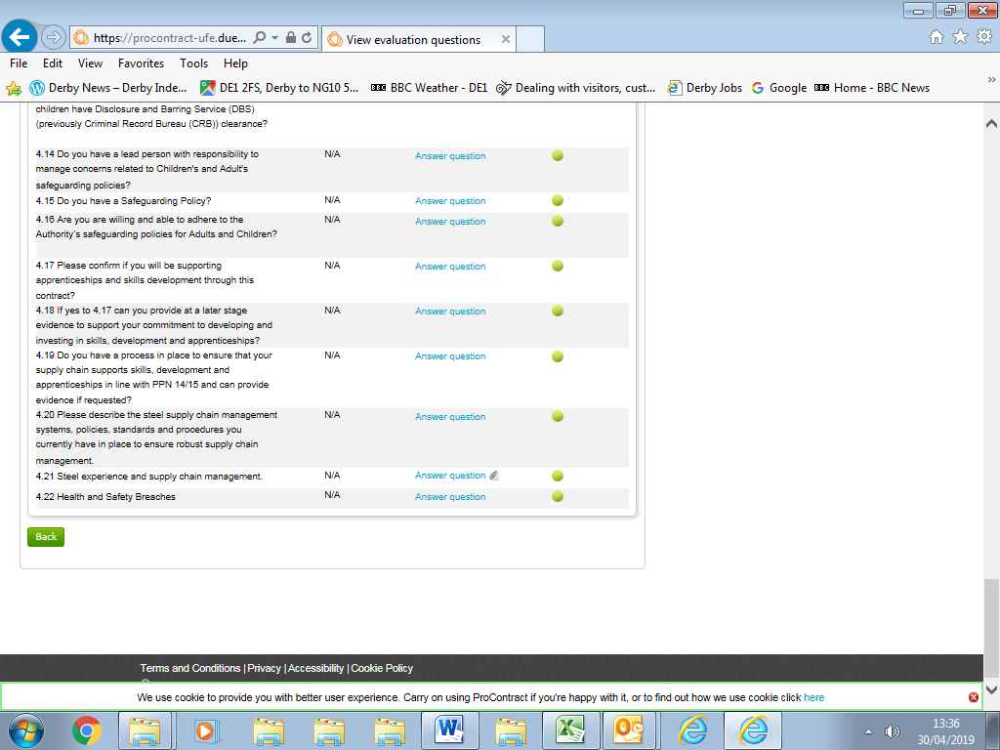 https://procontract-ufe.due...
View evaluation questions
File Edit View Favorites Tools Help
Derby News – Derby Inde... DE1 2FS, Derby to NG10 5... BBC Weather - DE1 Dealing with visitors, cust... Derby Jobs Google Home - BBC News
children have Disclosure and Barring Service (DBS)
(previously Criminal Record Bureau (CRB)) clearance?
4.14 Do you have a lead person with responsibility to N/A Answer question
manage concerns related to Children's and Adult's
safeguarding policies?
4.15 Do you have a Safeguarding Policy? N/A Answer question
4.16 Are you are willing and able to adhere to the N/A Answer question
Authority's safeguarding policies for Adults and Children?
4.17 Please confirm if you will be supporting N/A Answer question
apprenticeships and skills development through this
contract?
4.18 If yes to 4.17 can you provide at a later stage N/A Answer question
evidence to support your commitment to developing and
investing in skills, development and apprenticeships?
4.19 Do you have a process in place to ensure that your N/A Answer question
supply chain supports skills, development and
apprenticeships in line with PPN 14/15 and can provide
evidence if requested?
4.20 Please describe the steel supply chain management N/A Answer question
systems, policies, standards and procedures you
currently have in place to ensure robust supply chain
management.
4.21 Steel experience and supply chain management. N/A Answer question
4.22 Health and Safety Breaches N/A Answer question
Back
Terms and Conditions | Privacy | Accessibility | Cookie Policy
We use cookie to provide you with better user experience. Carry on using ProContract if you're happy with it, or to find out how we use cookie click here
13:36
30/04/2019